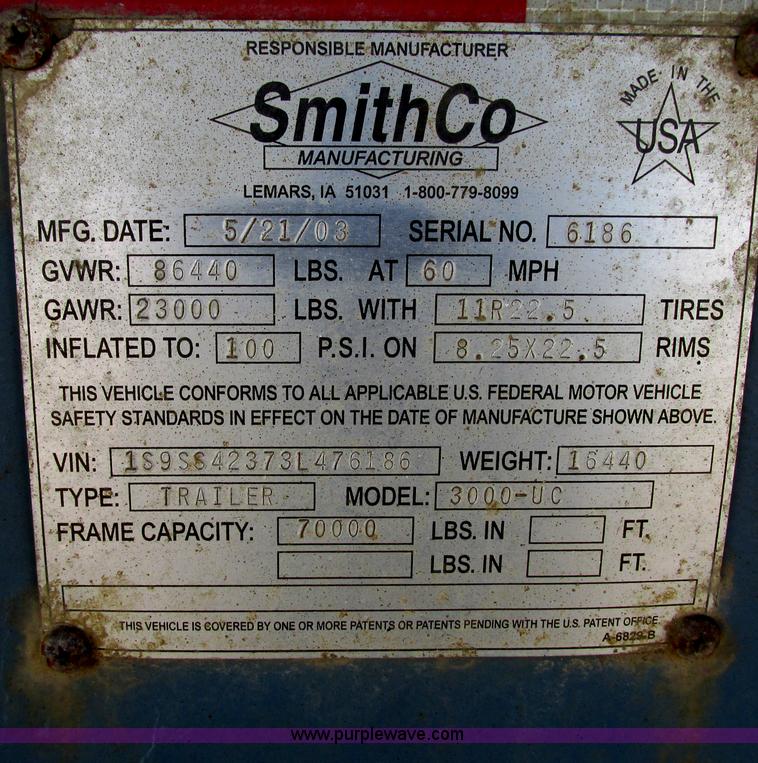 RESPONSIBLE MANUFACTURER
SmithCo
MANUFACTURING
MADE IN THE
USA
LEMARS, IA 51031 1-800-779-8099
MFG. DATE: 5/21/03 SERIAL NO. 6186
GVWR: 86440 LBS. AT 60 MPH
GAWR: 23000 LBS. WITH 11R22.5 TIRES
INFLATED TO: 100 P.S.I. ON 8.25X22.5 RIMS
THIS VEHICLE CONFORMS TO ALL APPLICABLE U.S. FEDERAL MOTOR VEHICLE
SAFETY STANDARDS IN EFFECT ON THE DATE OF MANUFACTURE SHOWN ABOVE.
VIN: 1S9SS42373L476186 WEIGHT: 16440
TYPE: TRAILER MODEL: 3000-UC
FRAME CAPACITY: 70000 LBS. IN FT.
LBS. IN FT.
THIS VEHICLE IS COVERED BY ONE OR MORE PATENTS OR PATENTS PENDING WITH THE U.S. PATENT OFFICE.
A-6829-B
www.purplewave.com